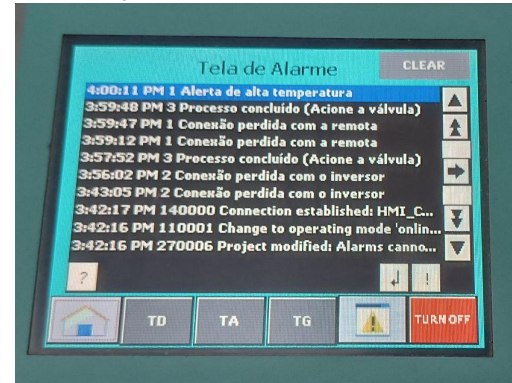 Tela de Alarme
CLEAR
4:00:11 PM 1 Alerta de alta temperatura
3:59:48 PM 3 Processo concluído (Acione a válvula)
3:59:47 PM 1 Conexão perdida com a remota
3:59:12 PM 1 Conexão perdida com a remota
3:57:52 PM 3 Processo concluído (Acione a válvula)
3:56:02 PM 2 Conexão perdida com o inversor
3:43:05 PM 2 Conexão perdida com o inversor
3:42:17 PM 140000 Connection established: HMI_C...
3:42:16 PM 110001 Change to operating mode 'onlin...
3:42:16 PM 270006 Project modified: Alarms canno...
? !
TD TA TG ! TURN OFF